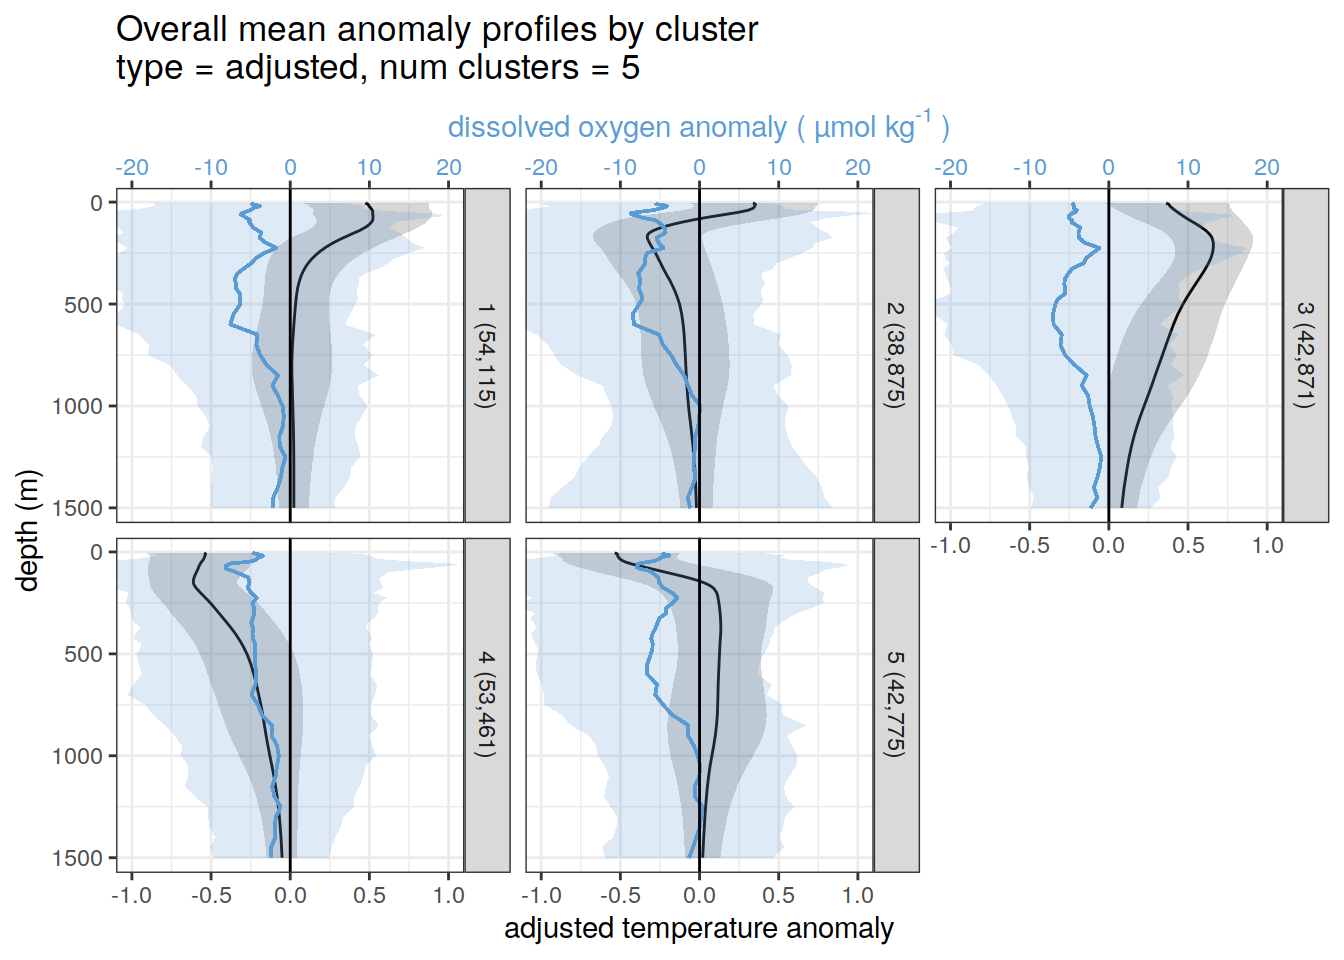 Overall mean anomaly profiles by cluster
type = adjusted, num clusters = 5
dissolved oxygen anomaly ( µmol kg-1 )
-20 -10 0 10 20 -20 -10 0 10 20 -20 -10 0 10 20
0
500
1000
1500
1 (54,115)
2 (38,875)
3 (42,871)
-1.0 -0.5 0.0 0.5 1.0
depth (m)
0
500
1000
1500
4 (53,461)
5 (42,775)
-1.0 -0.5 0.0 0.5 1.0 -1.0 -0.5 0.0 0.5 1.0
adjusted temperature anomaly